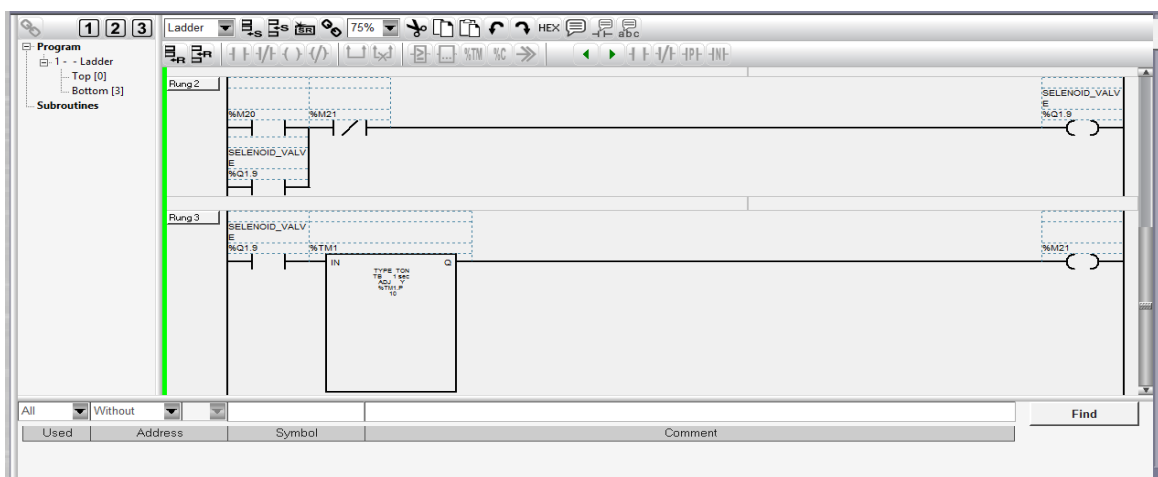 1 2 3 Ladder S S 75% HEX abc
Program
1 - - Ladder
Top [0]
Bottom [3]
Subroutines
R R %TM %C P N
Rung 2
SELENOID_VALV
E
%M20 %M21 %Q1.9
SELENOID_VALV
E
%Q1.9
Rung 3
SELENOID_VALV
E
%Q1.9 %TM1 %M21
IN Q
TYPE TON
TB 1 sec
ADJ Y
%TM1.P
10
All Without Find
Used Address Symbol Comment